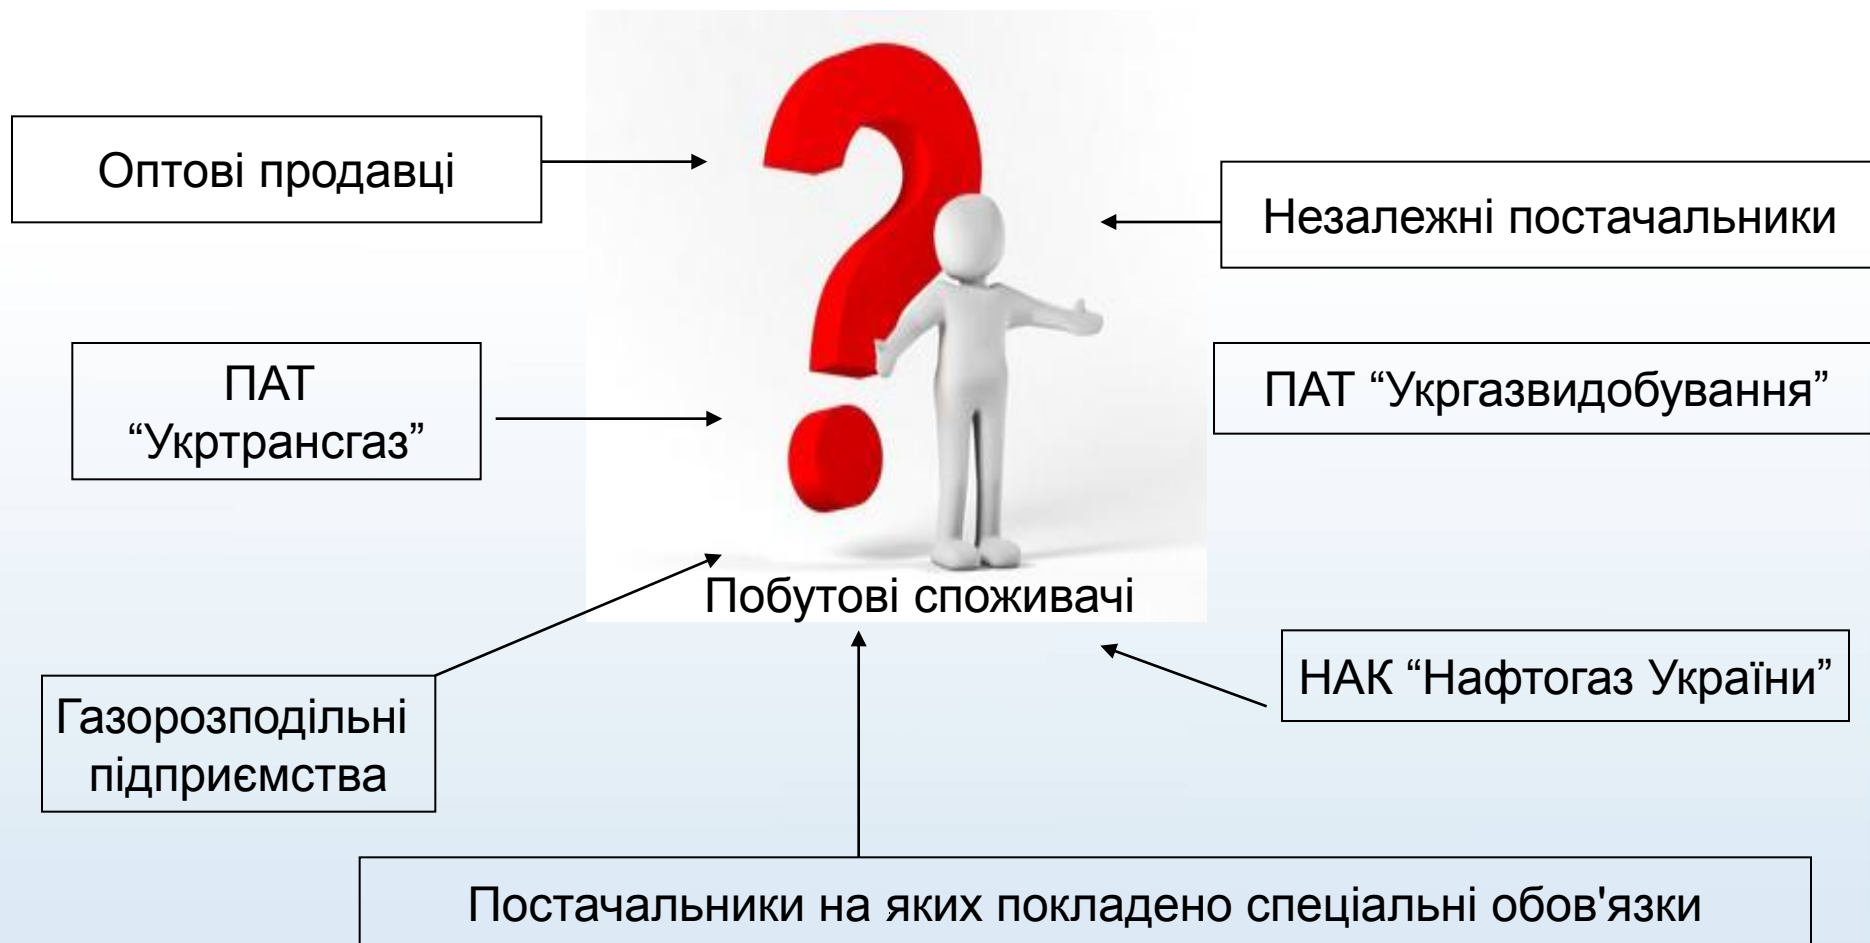 Оптові продавці
Незалежні постачальники
ПАТ
“Укртрансгаз”
ПАТ “Укргазвидобування”
Побутові споживачі
НАК “Нафтогаз України”
Газорозподільні
підприємства
Постачальники на яких покладено спеціальні обов'язки